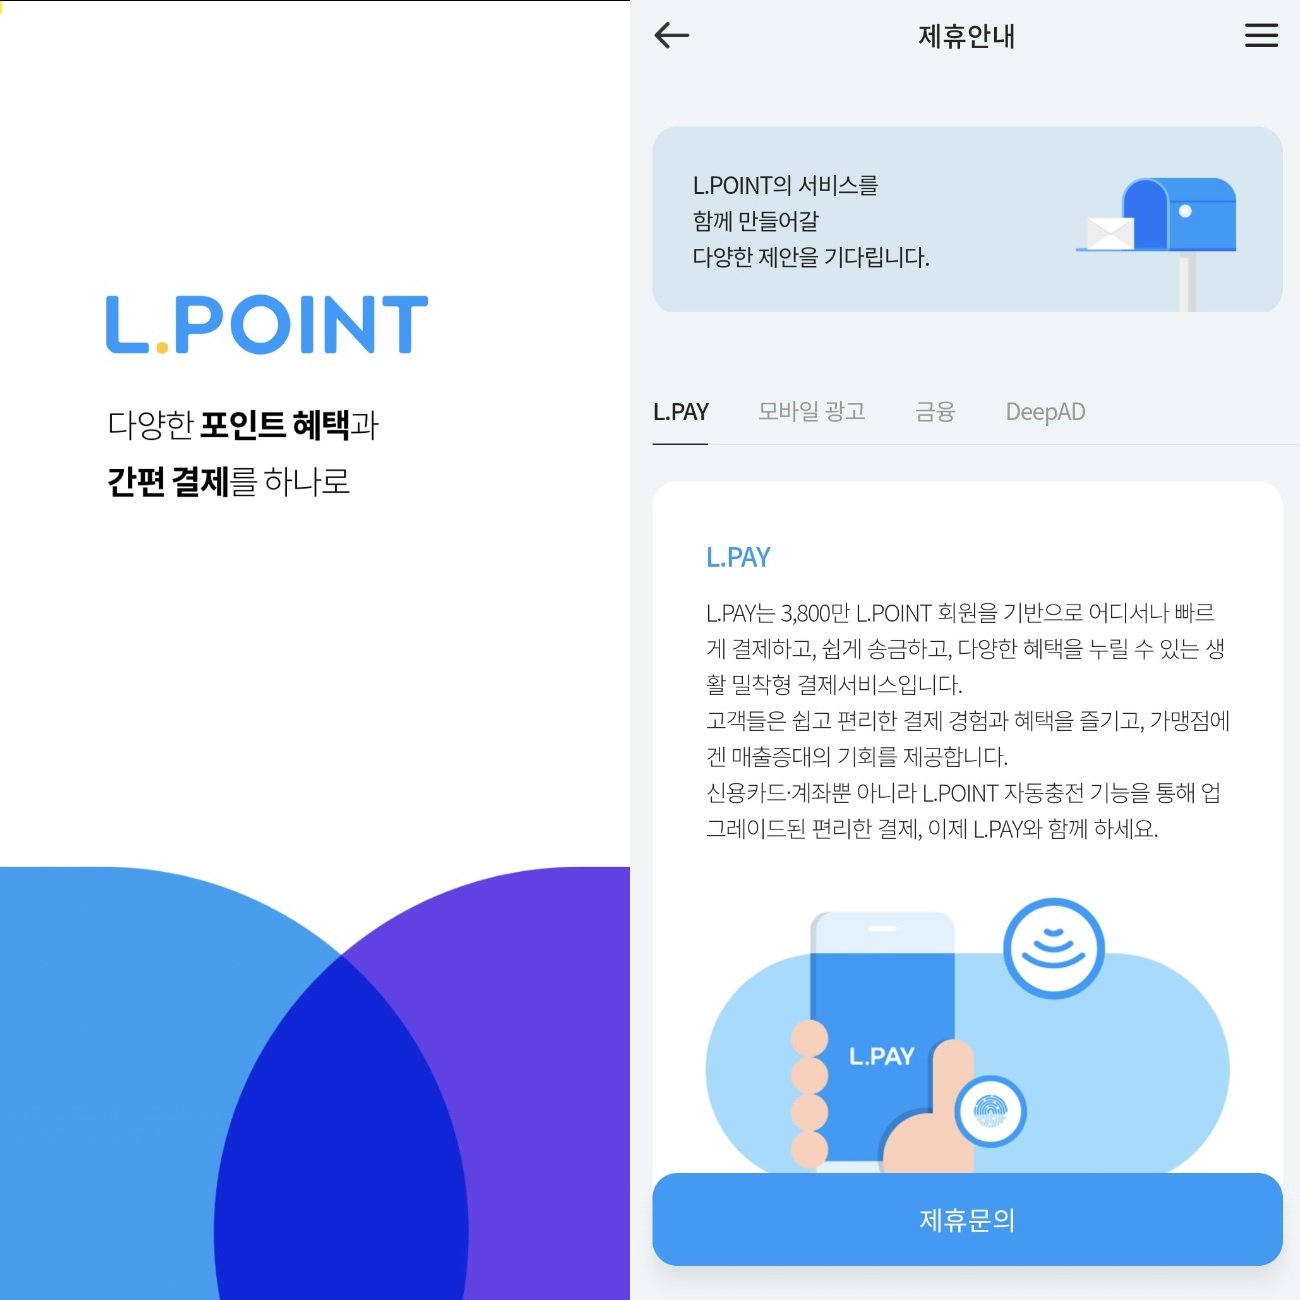 L.POINT
다양한 포인트 혜택과
간편 결제를 하나로
제휴안내
L.POINT의 서비스를
함께 만들어갈
다양한 제안을 기다립니다.
L.PAY 모바일 광고 금융 DeepAD
L.PAY
L.PAY는 3,800만 L.POINT 회원을 기반으로 어디서나 빠르
게 결제하고, 쉽게 송금하고, 다양한 혜택을 누릴 수 있는 생
활 밀착형 결제서비스입니다.
고객들은 쉽고 편리한 결제 경험과 혜택을 즐기고, 가맹점에
겐 매출증대의 기회를 제공합니다.
신용카드·계좌뿐 아니라 L.POINT 자동충전 기능을 통해 업
그레이드된 편리한 결제, 이제 L.PAY와 함께 하세요.
L.PAY
제휴문의